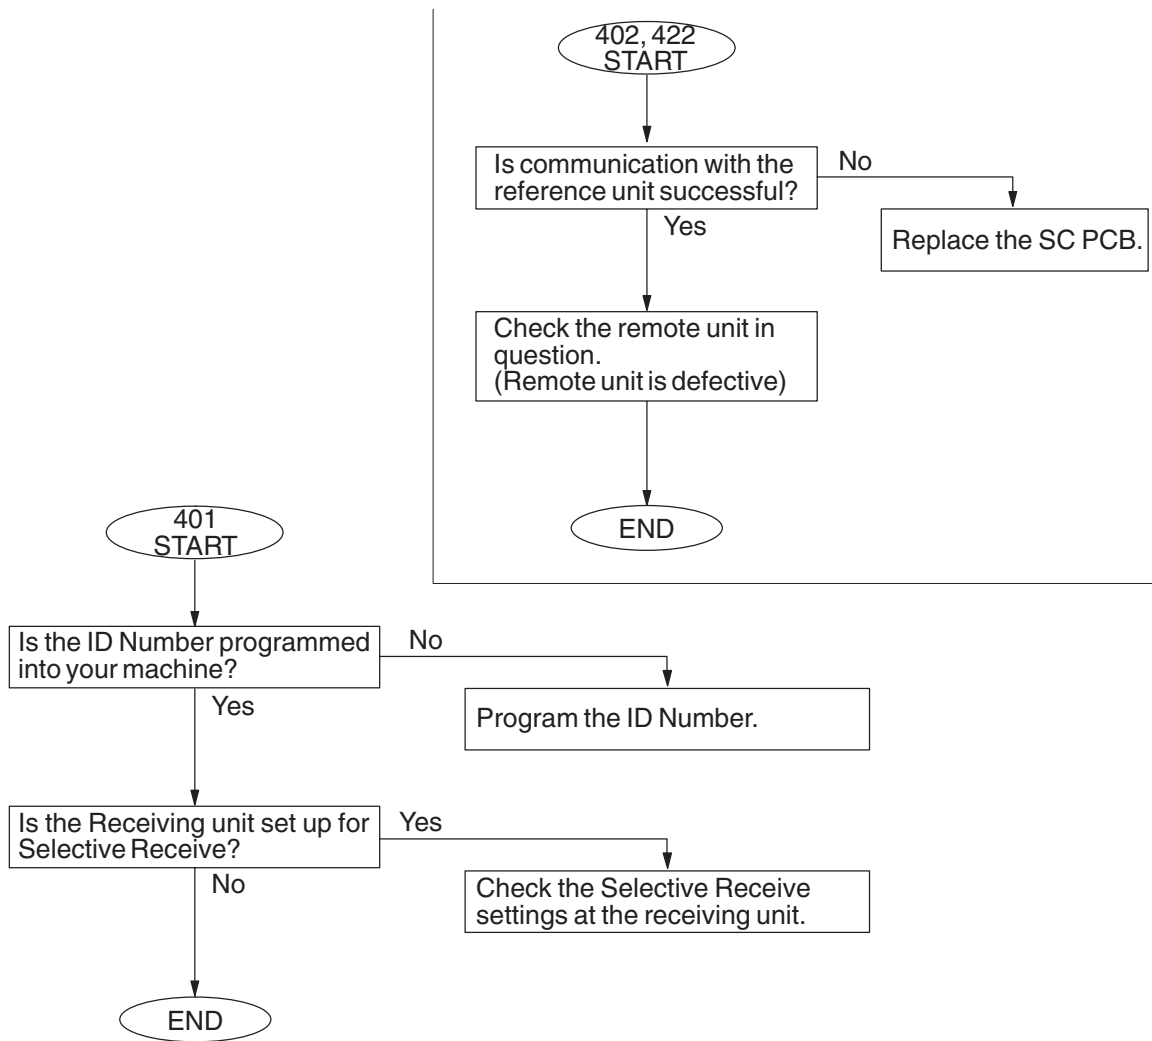 402, 422
START
Is communication with the
reference unit successful?
No
Replace the SC PCB.
Yes
Check the remote unit in
question.
(Remote unit is defective)
END
401
START
Is the ID Number programmed
into your machine?
No
Program the ID Number.
Yes
Is the Receiving unit set up for
Selective Receive?
Yes
Check the Selective Receive
settings at the receiving unit.
No
END